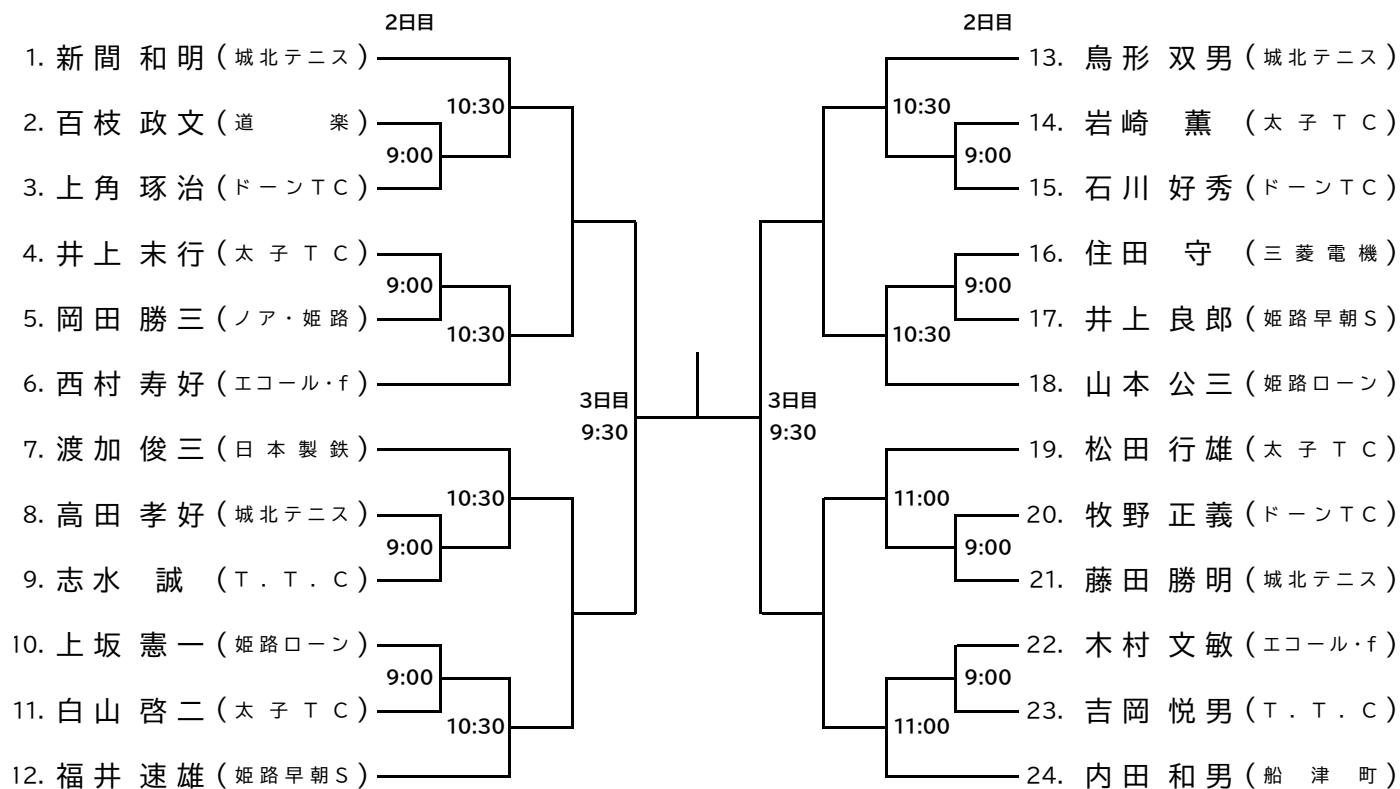 2日目
1. 新間 和明 (城北テニス)
10:30
2. 百枝 政文 (道 楽)
9:00
3. 上角 琢治 (ドーンTC)
4. 井上 末行 (太子TC)
9:00
5. 岡田 勝三 (ノア・姫路)
10:30
6. 西村 寿好 (エコール・f)
3日目
9:30
7. 渡加 俊三 (日本製鉄)
10:30
8. 高田 孝好 (城北テニス)
9:00
9. 志水 誠 (T.T.C)
10. 上坂 憲一 (姫路ローン)
9:00
11. 白山 啓二 (太子TC)
10:30
12. 福井 速雄 (姫路早朝S)
2日目
13. 鳥形 双男 (城北テニス)
10:30
14. 岩崎 薫 (太子TC)
9:00
15. 石川 好秀 (ドーンTC)
16. 住田 守 (三菱電機)
9:00
17. 井上 良郎 (姫路早朝S)
10:30
18. 山本 公三 (姫路ローン)
3日目
9:30
19. 松田 行雄 (太子TC)
11:00
20. 牧野 正義 (ドーンTC)
9:00
21. 藤田 勝明 (城北テニス)
22. 木村 文敏 (エコール・f)
9:00
23. 吉岡 悦男 (T.T.C)
11:00
24. 内田 和男 (船津町)